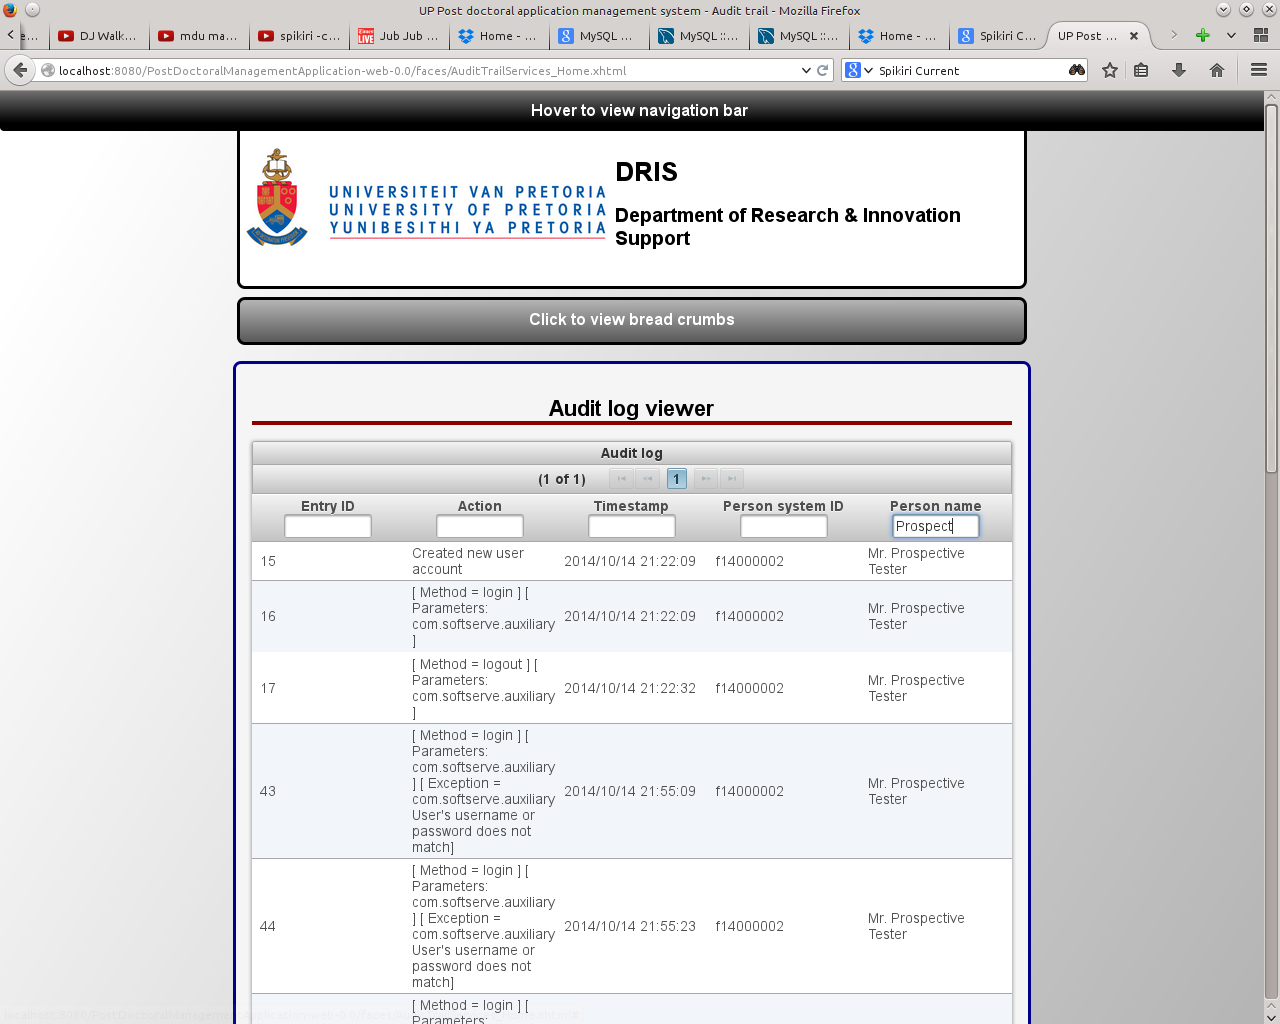 UP Post doctoral application management system - Audit trail - Mozilla Firefox
e... DJ Walk... mdu ma... spikiri -c... Jub Jub ... Home - ... MySQL ... MySQL ::... MySQL ::... Home - ... Spikiri C... UP Post ...
localhost:8080/PostDoctoralManagementApplication-web-0.0/faces/AuditTrailServices_Home.xhtml Spikiri Current
Hover to view navigation bar
UNIVERSITEIT VAN PRETORIA
UNIVERSITY OF PRETORIA
YUNIBESITHI YA PRETORIA
DRIS
Department of Research & Innovation
Support
Click to view bread crumbs
Audit log viewer
Audit log
(1 of 1) 1
Entry ID Action Timestamp Person system ID Person name
Prospect
15 Created new user account 2014/10/14 21:22:09 f14000002 Mr. Prospective Tester
16 [ Method = login ] [ Parameters: com.softserve.auxiliary ] 2014/10/14 21:22:09 f14000002 Mr. Prospective Tester
17 [ Method = logout ] [ Parameters: com.softserve.auxiliary ] 2014/10/14 21:22:32 f14000002 Mr. Prospective Tester
43 [ Method = login ] [ Parameters: com.softserve.auxiliary ] [ Exception = com.softserve.auxiliary User's username or password does not match] 2014/10/14 21:55:09 f14000002 Mr. Prospective Tester
44 [ Method = login ] [ Parameters: com.softserve.auxiliary ] [ Exception = com.softserve.auxiliary User's username or password does not match] 2014/10/14 21:55:23 f14000002 Mr. Prospective Tester
[ Method = login ] [
Parameters: